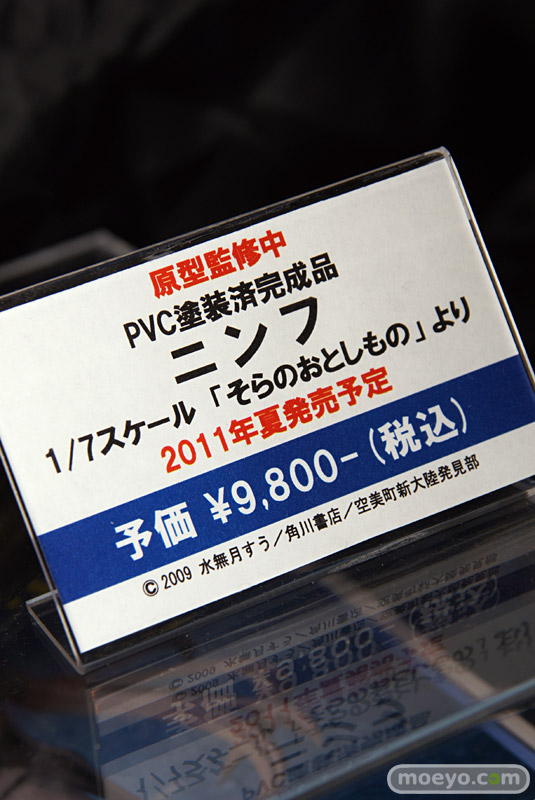 原型監修中
PVC塗装済完成品
ニンフ
1/7スケール「そらのおとしもの」より
2011年夏発売予定
予価 ¥9,800-(税込)
© 2009 水無月すう/角川書店/空美町新大陸発見部
moeyo.com